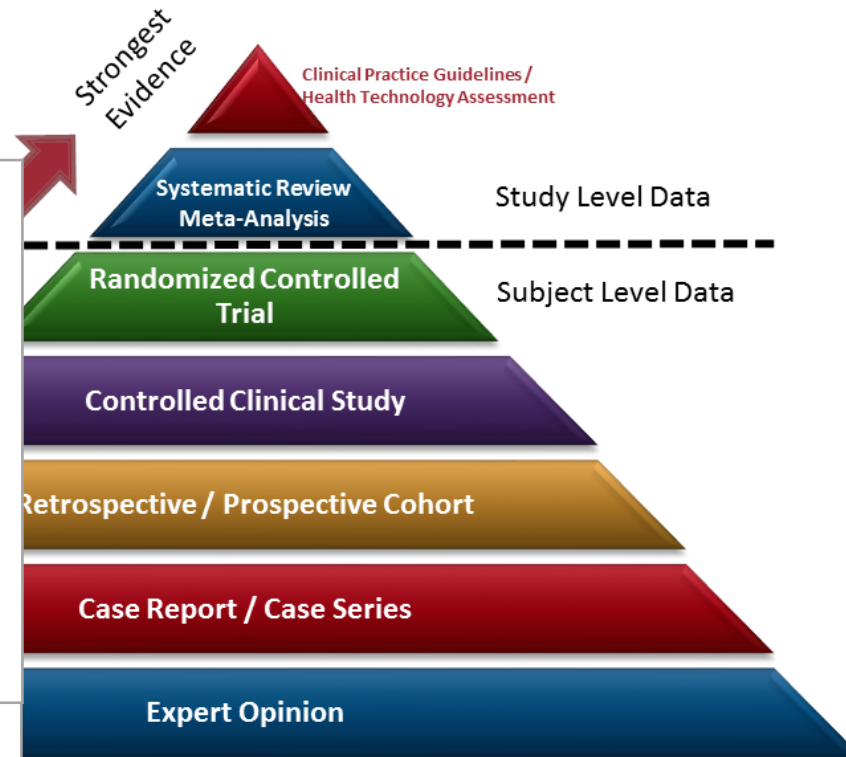 Strongest
Evidence
Clinical Practice Guidelines /
Health Technology Assessment
Systematic Review
Meta-Analysis
Study Level Data
Randomized Controlled
Trial
Subject Level Data
Controlled Clinical Study
Retrospective / Prospective Cohort
Case Report / Case Series
Expert Opinion